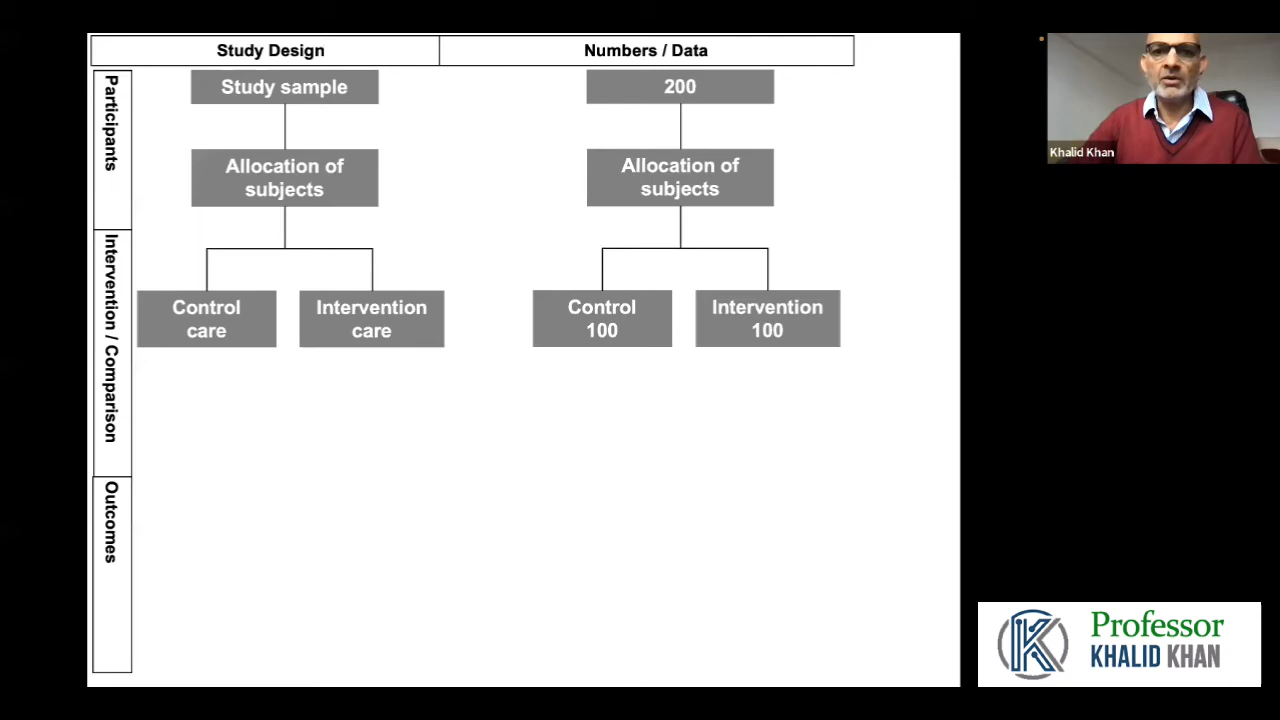 Study Design
Numbers / Data
Participants
Study sample
200
Allocation of
subjects
Allocation of
subjects
Intervention / Comparison
Control
care
Intervention
care
Control
100
Intervention
100
Outcomes
Khalid Khan
Professor
KHALID KHAN